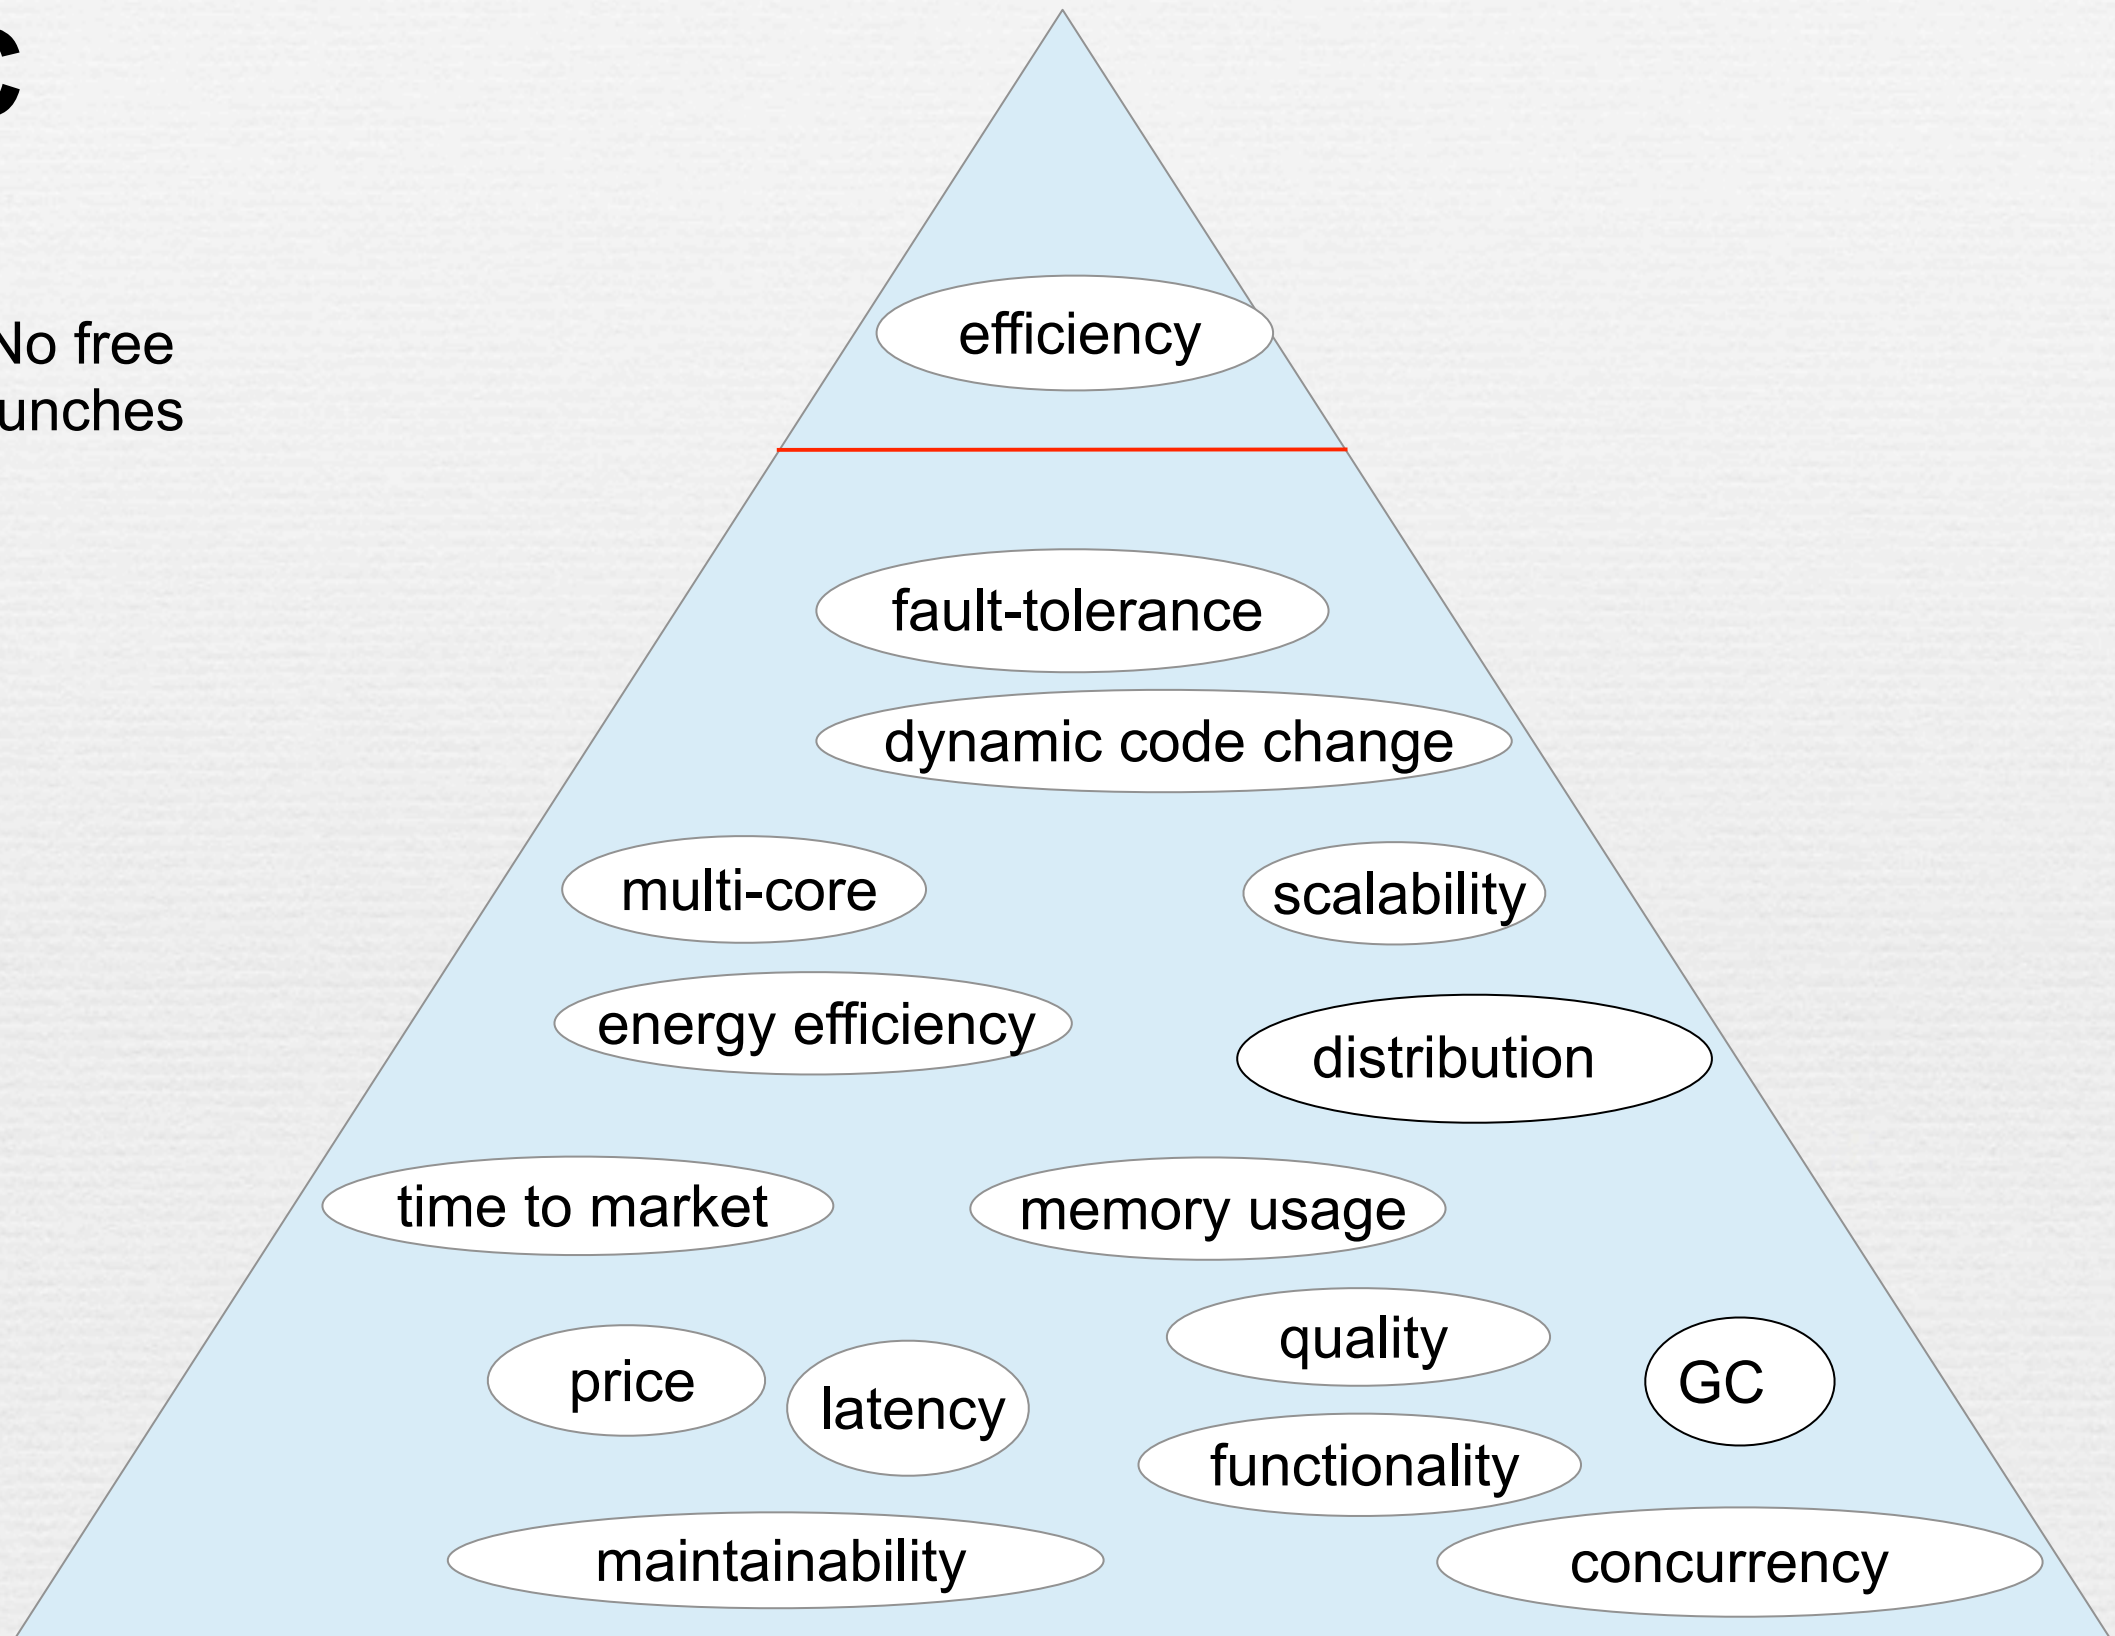 C
No free
unches
efficiency
fault-tolerance
dynamic code change
multi-core
scalability
energy efficiency
distribution
time to market
memory usage
quality
price
GC
latency
functionality
maintainability
concurrency